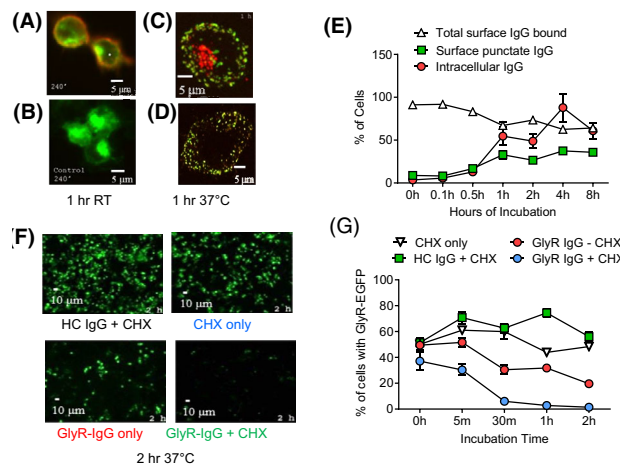 (A)
240°
5 µm
(B)
Control
240°
5 µm
1 hr RT
(C)
1 h
5 µm
(D)
5 µm
1 hr 37°C
(E)
Total surface IgG bound
Surface punctate IgG
Intracellular IgG
% of Cells
150
100
50
0
0h 0.1h 0.5h 1h 2h 4h 8h
Hours of Incubation
(F)
10 µm
2 h
HC IgG + CHX
10 µm
2 h
CHX only
10 µm
2 h
GlyR-IgG only
10 µm
2 h
GlyR-IgG + CHX
2 hr 37°C
(G)
CHX only
GlyR IgG - CHX
HC IgG + CHX
GlyR IgG + CHX
% of cells with GlyR-EGFP
100
80
60
40
20
0
0h 5m 30m 1h 2h
Incubation Time